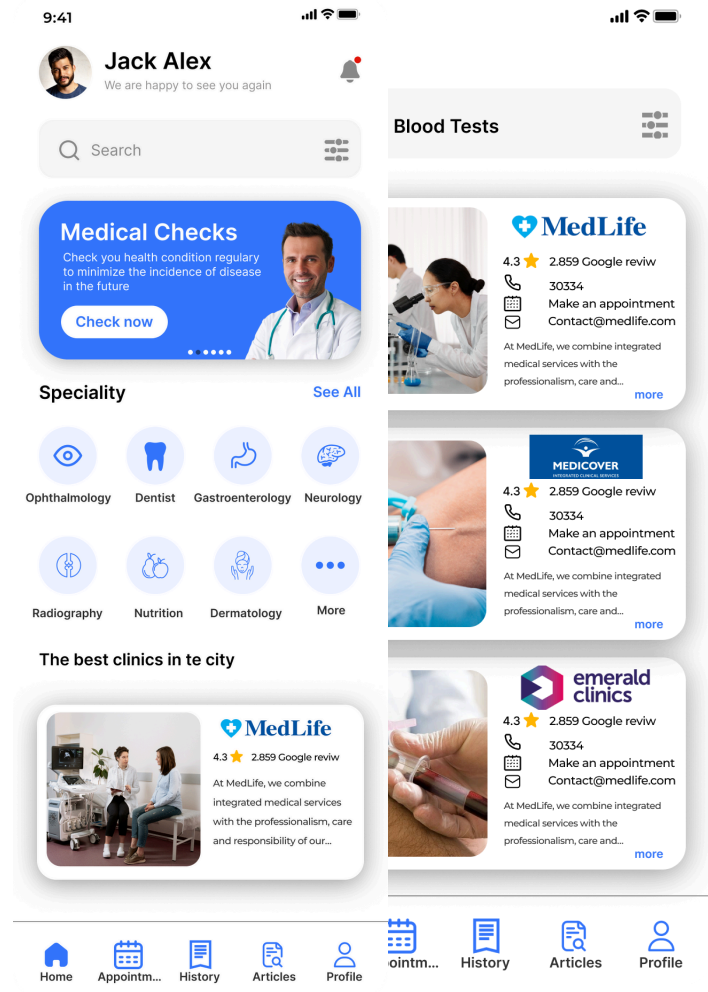 9:41
Jack Alex
We are happy to see you again
Search
Medical Checks
Check you health condition regulary
to minimize the incidence of disease
in the future
Check now
Speciality
See All
Ophthalmology
Dentist
Gastroenterology
Neurology
Radiography
Nutrition
Dermatology
More
The best clinics in te city
MedLife
4.3
2.859 Google reviw
At MedLife, we combine
integrated medical services
with the professionalism, care
and responsibility of our...
Home
Appointm...
History
Articles
Profile
Blood Tests
MedLife
4.3
2.859 Google reviw
30334
Make an appointment
Contact@medlife.com
At MedLife, we combine integrated
medical services with the
professionalism, care and...
more
MEDICOVER
INTEGRATED CLINICAL SERVICES
4.3
2.859 Google reviw
30334
Make an appointment
Contact@medlife.com
At MedLife, we combine integrated
medical services with the
professionalism, care and...
more
emerald
clinics
4.3
2.859 Google reviw
30334
Make an appointment
Contact@medlife.com
At MedLife, we combine integrated
medical services with the
professionalism, care and...
more
ointm...
History
Articles
Profile